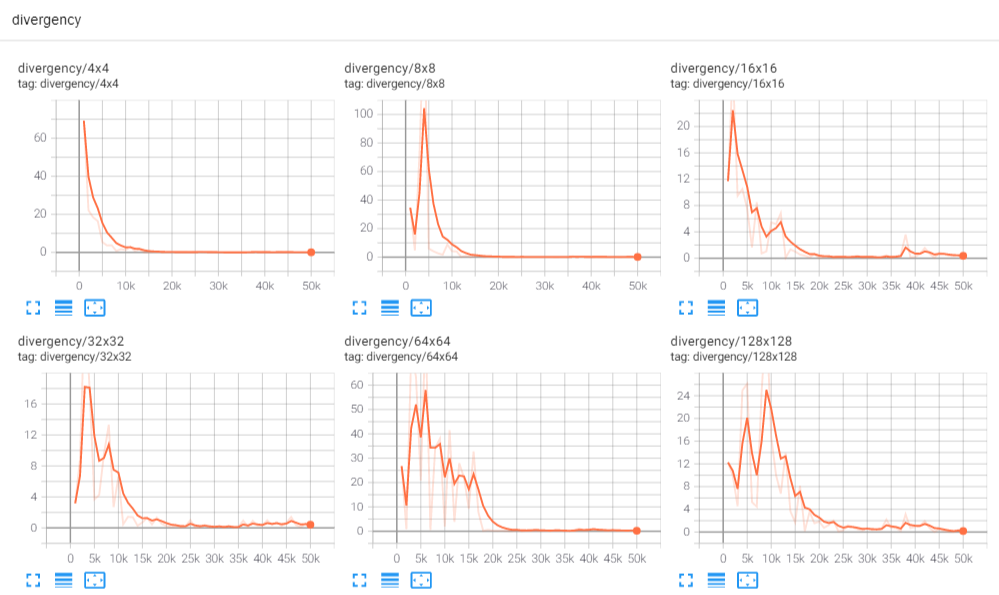 divergency
divergency/4x4
tag: divergency/4x4
60
40
20
0
0 10k 20k 30k 40k 50k
divergency/8x8
tag: divergency/8x8
100
80
60
40
20
0
0 10k 20k 30k 40k 50k
divergency/16x16
tag: divergency/16x16
20
16
12
8
4
0
0 5k 10k 15k 20k 25k 30k 35k 40k 45k 50k
divergency/32x32
tag: divergency/32x32
16
12
8
4
0
0 5k 10k 15k 20k 25k 30k 35k 40k 45k 50k
divergency/64x64
tag: divergency/64x64
60
50
40
30
20
10
0
0 5k 10k 15k 20k 25k 30k 35k 40k 45k 50k
divergency/128x128
tag: divergency/128x128
24
20
16
12
8
4
0
0 5k 10k 15k 20k 25k 30k 35k 40k 45k 50k